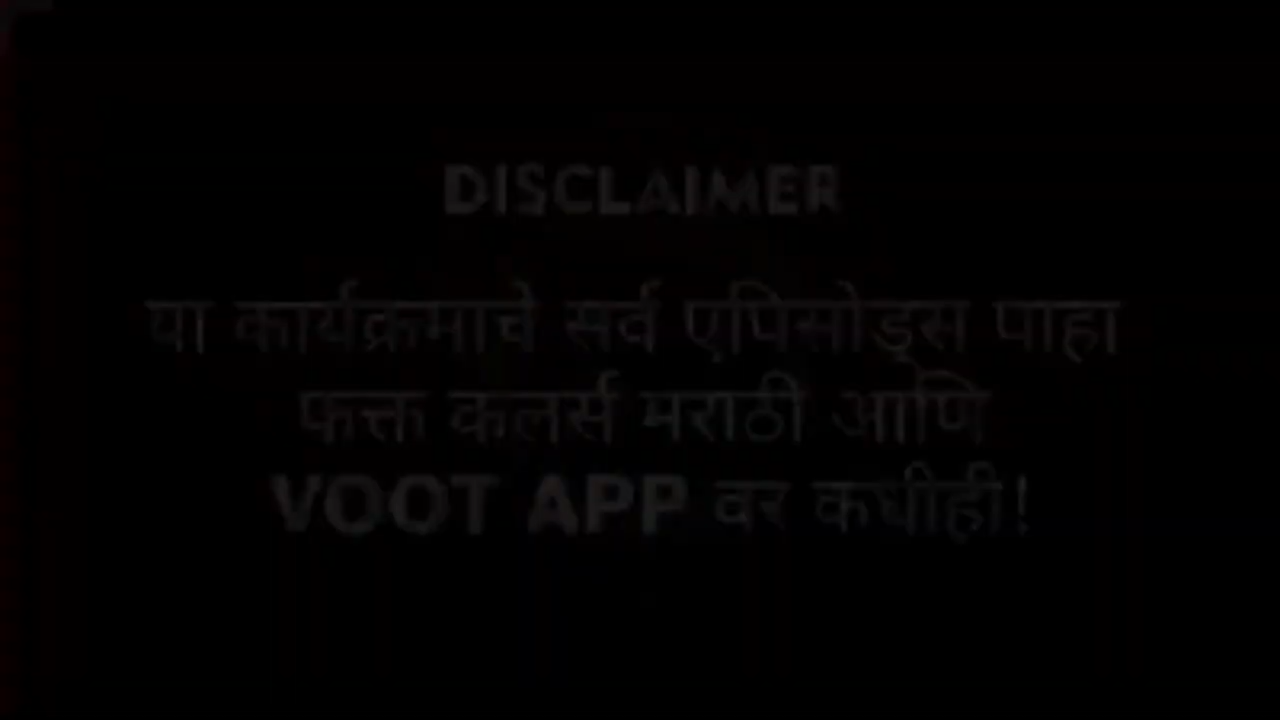 DISCLAIMER
या कार्यक्रमाचे सर्व एपिसोड्स पाहा
फक्त कलर्स मराठी आणि
VOOT APP वर कधीही!